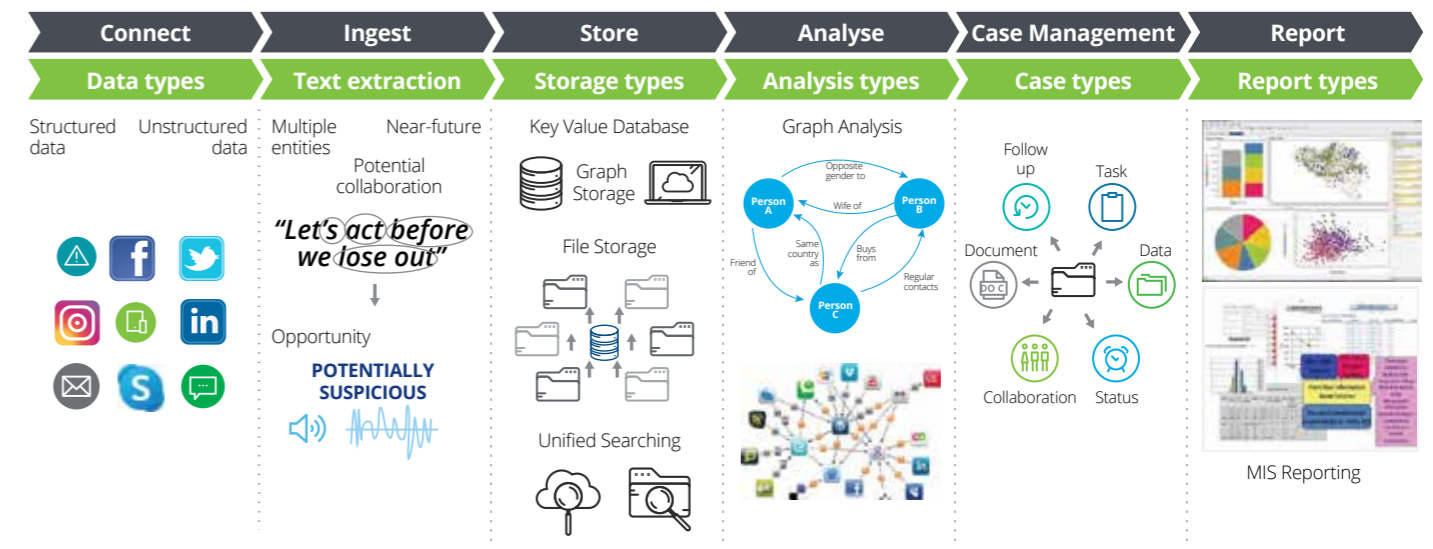 Connect
Ingest
Store
Analyse
Case Management
Report
Data types
Text extraction
Storage types
Analysis types
Case types
Report types
Structured
data
Unstructured
data
Multiple
entities
Near-future
Potential
collaboration
“Let’s act before
we lose out”
Opportunity
POTENTIALLY
SUSPICIOUS
Key Value Database
Graph
Storage
File Storage
Unified Searching
Graph Analysis
Opposite
gender to
Person
A
Person
B
Wife of
Same
country
as
Buys
from
Friend
of
Regular
contacts
Person
C
Follow
up
Task
Document
DOC
Data
Collaboration
Status
MIS Reporting